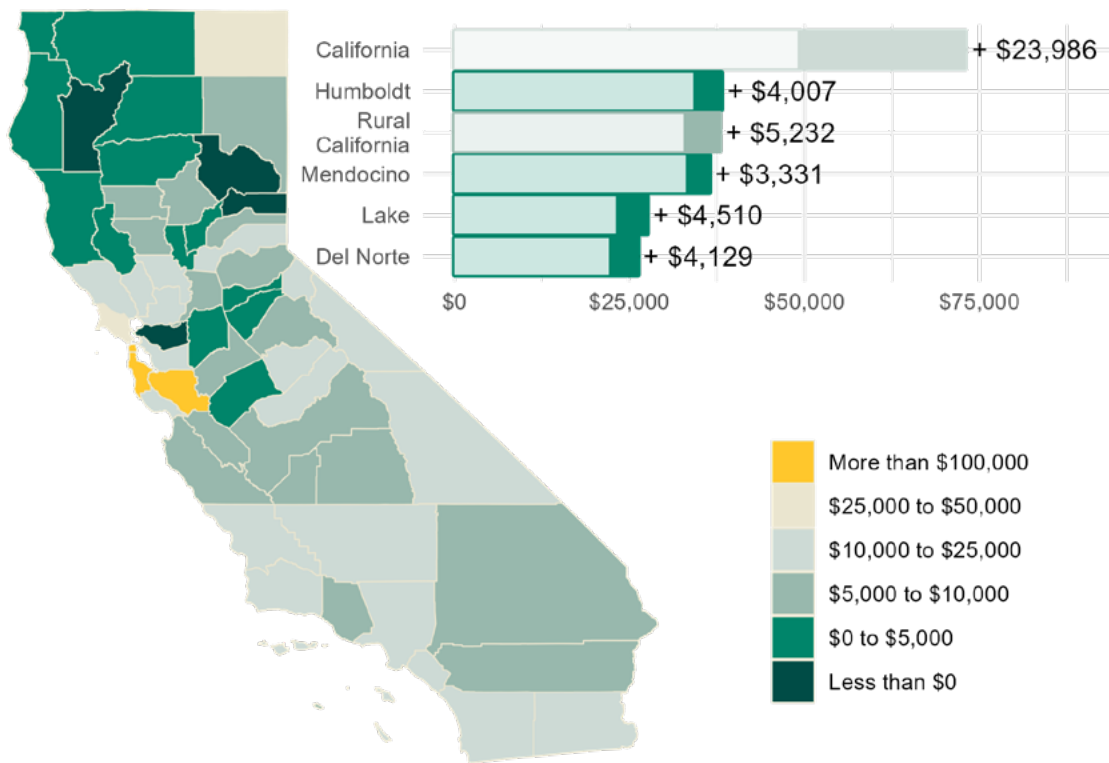 California
+ $23,986
Humboldt
+ $4,007
Rural
California
+ $5,232
Mendocino
+ $3,331
Lake
+ $4,510
Del Norte
+ $4,129
$0
$25,000
$50,000
$75,000
More than $100,000
$25,000 to $50,000
$10,000 to $25,000
$5,000 to $10,000
$0 to $5,000
Less than $0